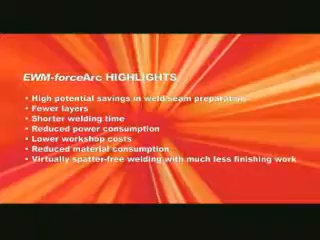 EWM-forceArc HIGHLIGHTS
• High potential savings in weld seam preparation
• Fewer layers
• Shorter welding time
• Reduced power consumption
• Lower workshop costs
• Reduced material consumption
• Virtually spatter-free welding with much less finishing work